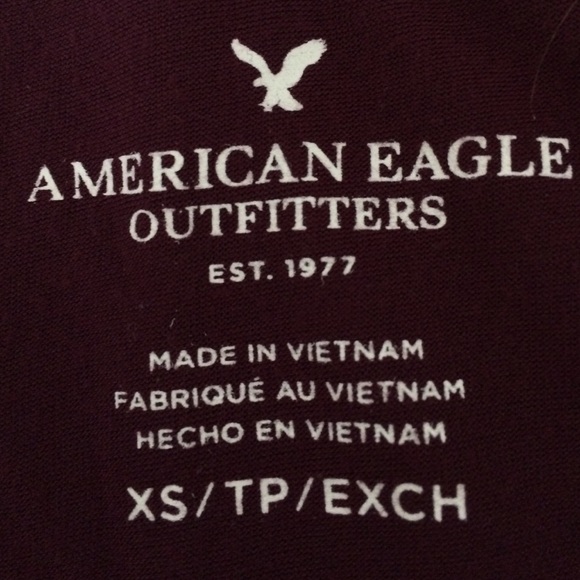 AMERICAN EAGLE
OUTFITTERS
EST. 1977
MADE IN VIETNAM
FABRIQUÉ AU VIETNAM
HECHO EN VIETNAM
XS/TP/EXCH